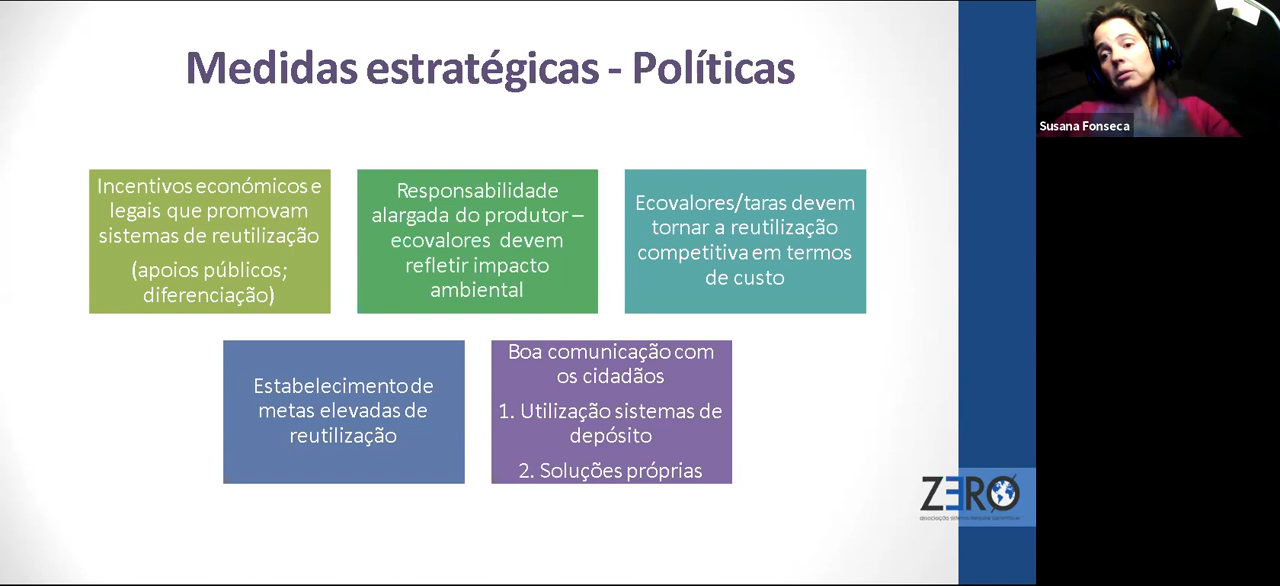 Medidas estratégicas - Políticas
Susana Fonseca
Incentivos económicos e
legais que promovam
sistemas de reutilização
(apoios públicos;
diferenciação)
Responsabilidade
alargada do produtor –
ecovalores devem
refletir impacto
ambiental
Ecovalores/taras devem
tornar a reutilização
competitiva em termos
de custo
Estabelecimento de
metas elevadas de
reutilização
Boa comunicação com
os cidadãos
1. Utilização sistemas de
depósito
2. Soluções próprias
ZERO